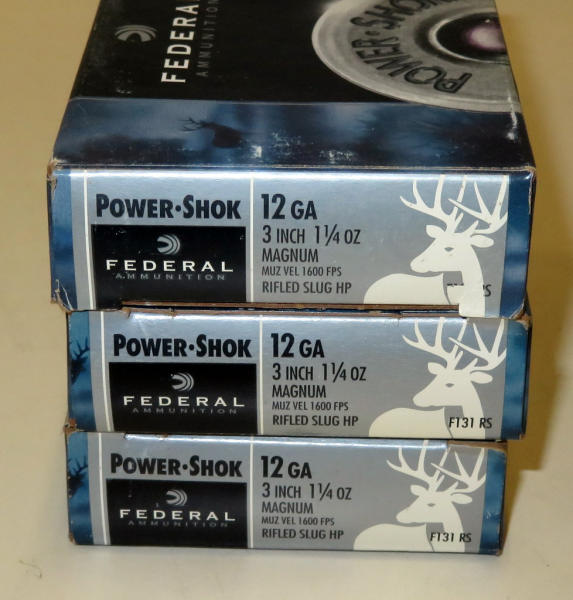 FEDERAL
AMMUNITION
POWER·SHOK
POWER·SHOK
FEDERAL
AMMUNITION
12 GA
3 INCH 1¼ OZ
MAGNUM
MUZ VEL 1600 FPS
RIFLED SLUG HP
RS
POWER·SHOK
FEDERAL
AMMUNITION
12 GA
3 INCH 1¼ OZ
MAGNUM
MUZ VEL 1600 FPS
RIFLED SLUG HP
F131 RS
POWER·SHOK
FEDERAL
AMMUNITION
12 GA
3 INCH 1¼ OZ
MAGNUM
MUZ VEL 1600 FPS
RIFLED SLUG HP
F131 RS